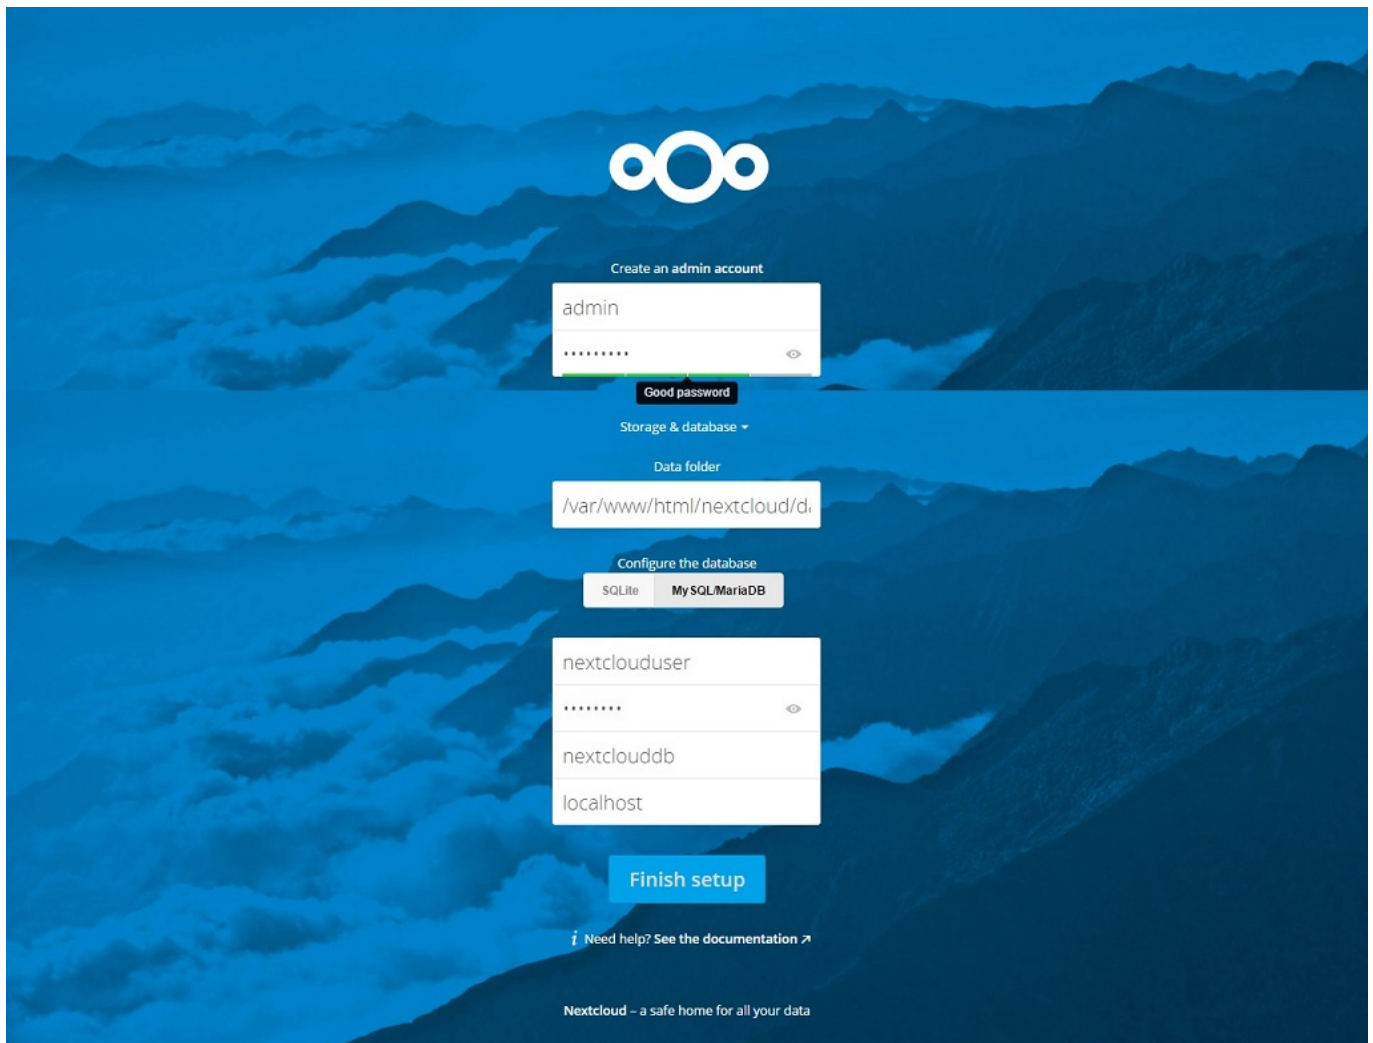 Create an admin account
admin
•••••••••
Good password
Storage & database
Data folder
/var/www/html/nextcloud/d
Configure the database
SQLite MySQL/MariaDB
nextclouduser
••••••••
nextclouddb
localhost
Finish setup
i Need help? See the documentation ↗
Nextcloud – a safe home for all your data